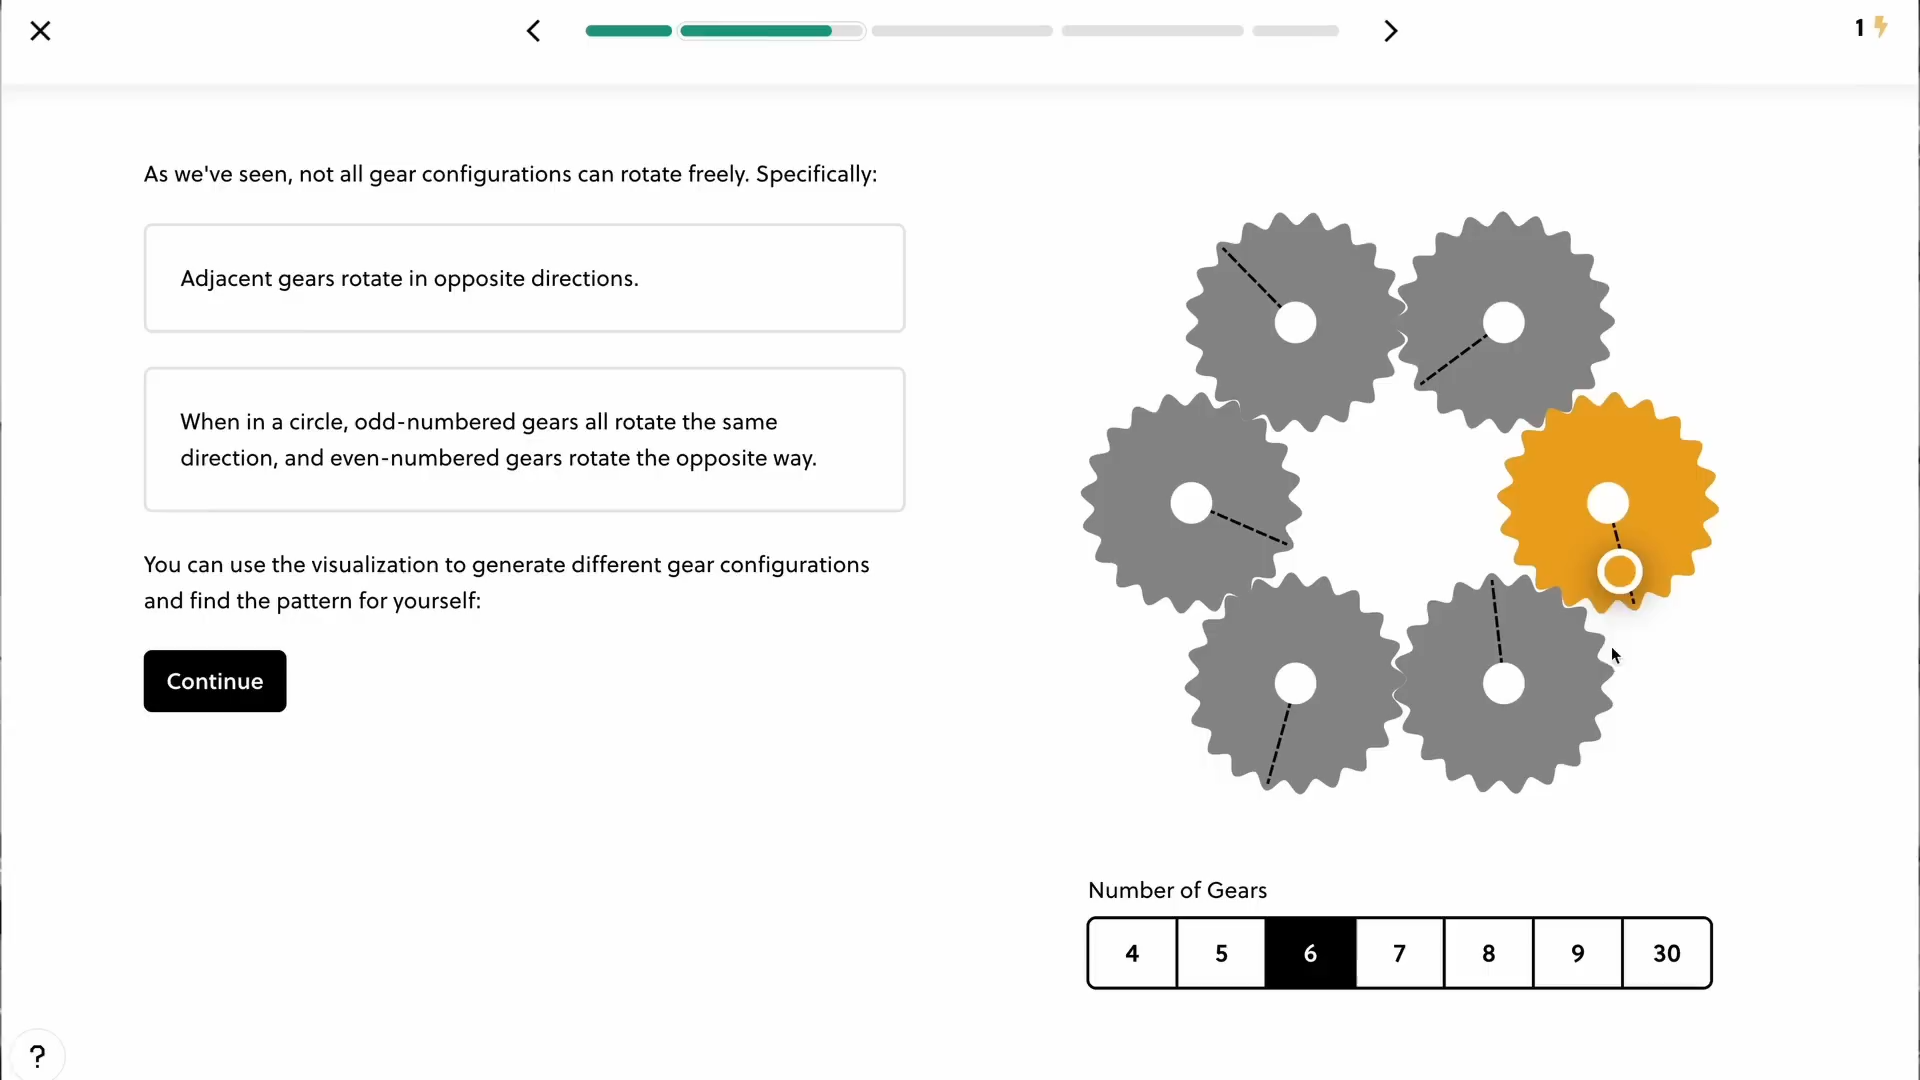 1
As we've seen, not all gear configurations can rotate freely. Specifically:
Adjacent gears rotate in opposite directions.
When in a circle, odd-numbered gears all rotate the same
direction, and even-numbered gears rotate the opposite way.
You can use the visualization to generate different gear configurations
and find the pattern for yourself:
Continue
Number of Gears
4 5 6 7 8 9 30
?